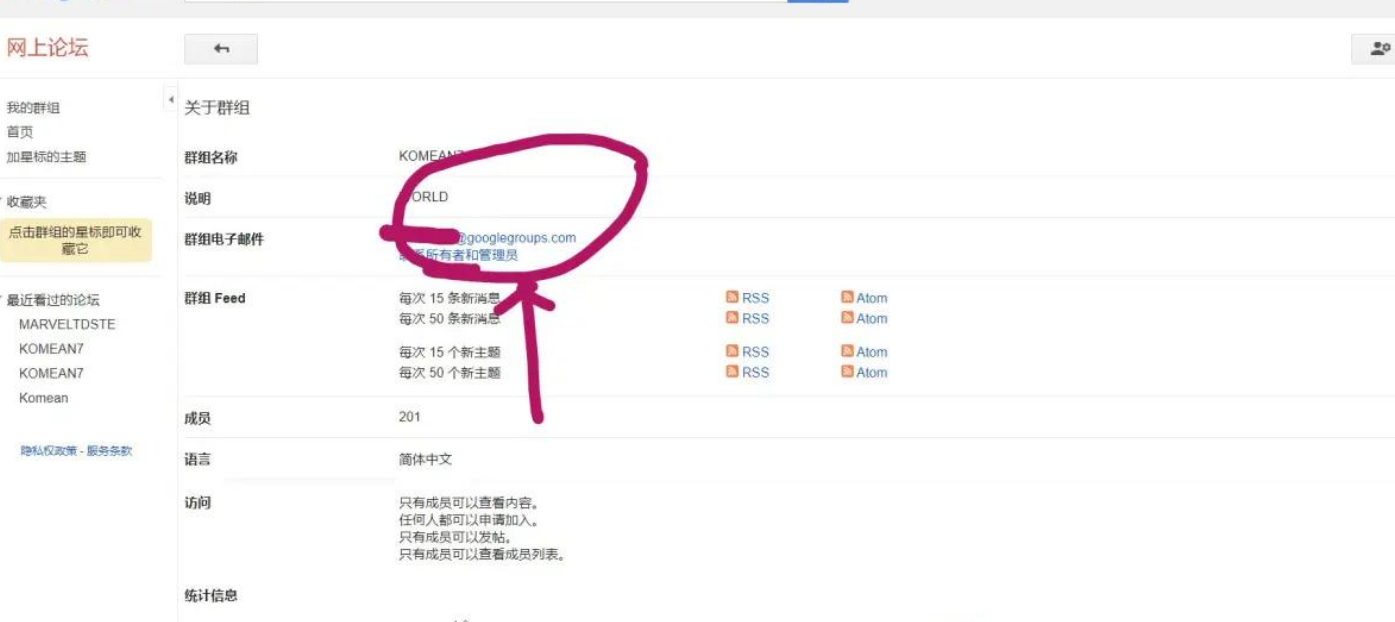 网上论坛
我的群组
首页
加星标的主题
收藏夹
点击群组的星标即可收
藏它
最近看过的论坛
MARVELTDSTE
KOMEAN7
KOMEAN7
Komean
隐私权政策 - 服务条款
关于群组
群组名称 KOMEAN
说明 ORLD
群组电子邮件 @googlegroups.com
所有者和管理员
群组 Feed 每次 15 条新消息 RSS Atom
每次 50 条新消息 RSS Atom
每次 15 个新主题 RSS Atom
每次 50 个新主题 RSS Atom
成员 201
语言 简体中文
访问 只有成员可以查看内容。
任何人都可以申请加入。
只有成员可以发帖。
只有成员可以查看成员列表。
统计信息